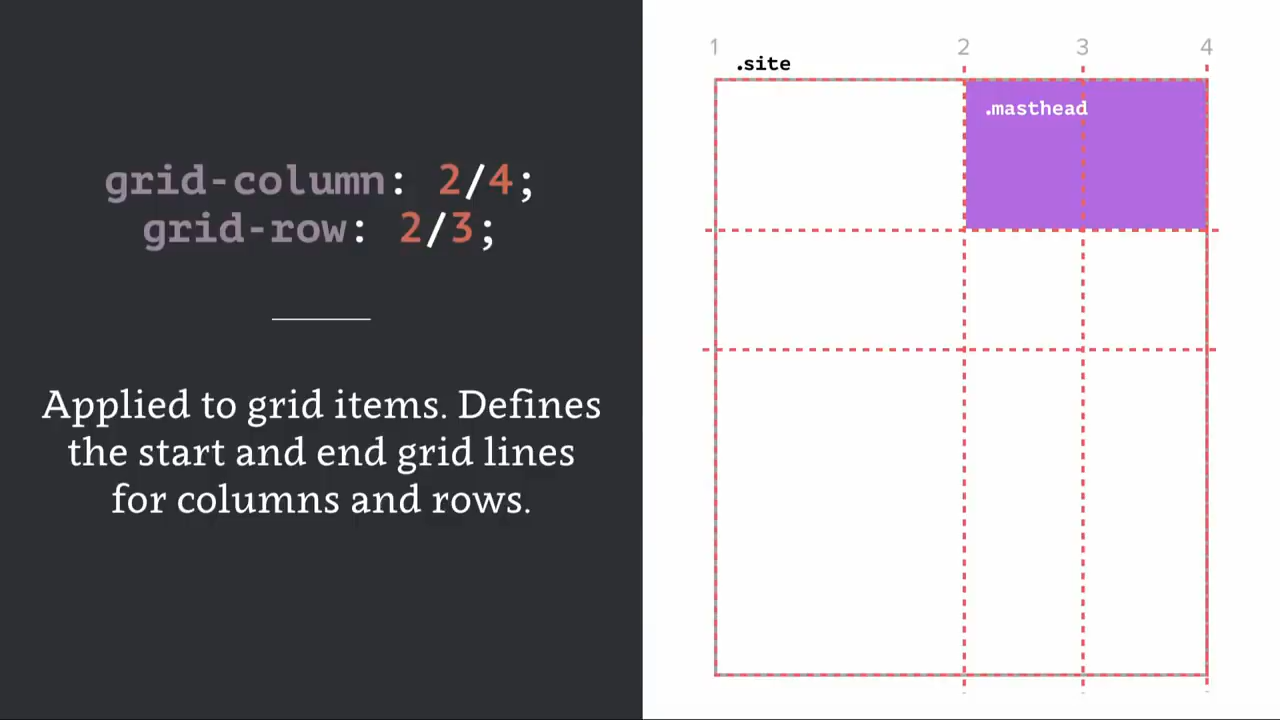 grid-column: 2/4;
grid-row: 2/3;
Applied to grid items. Defines
the start and end grid lines
for columns and rows.
1 2 3 4
.site
.masthead